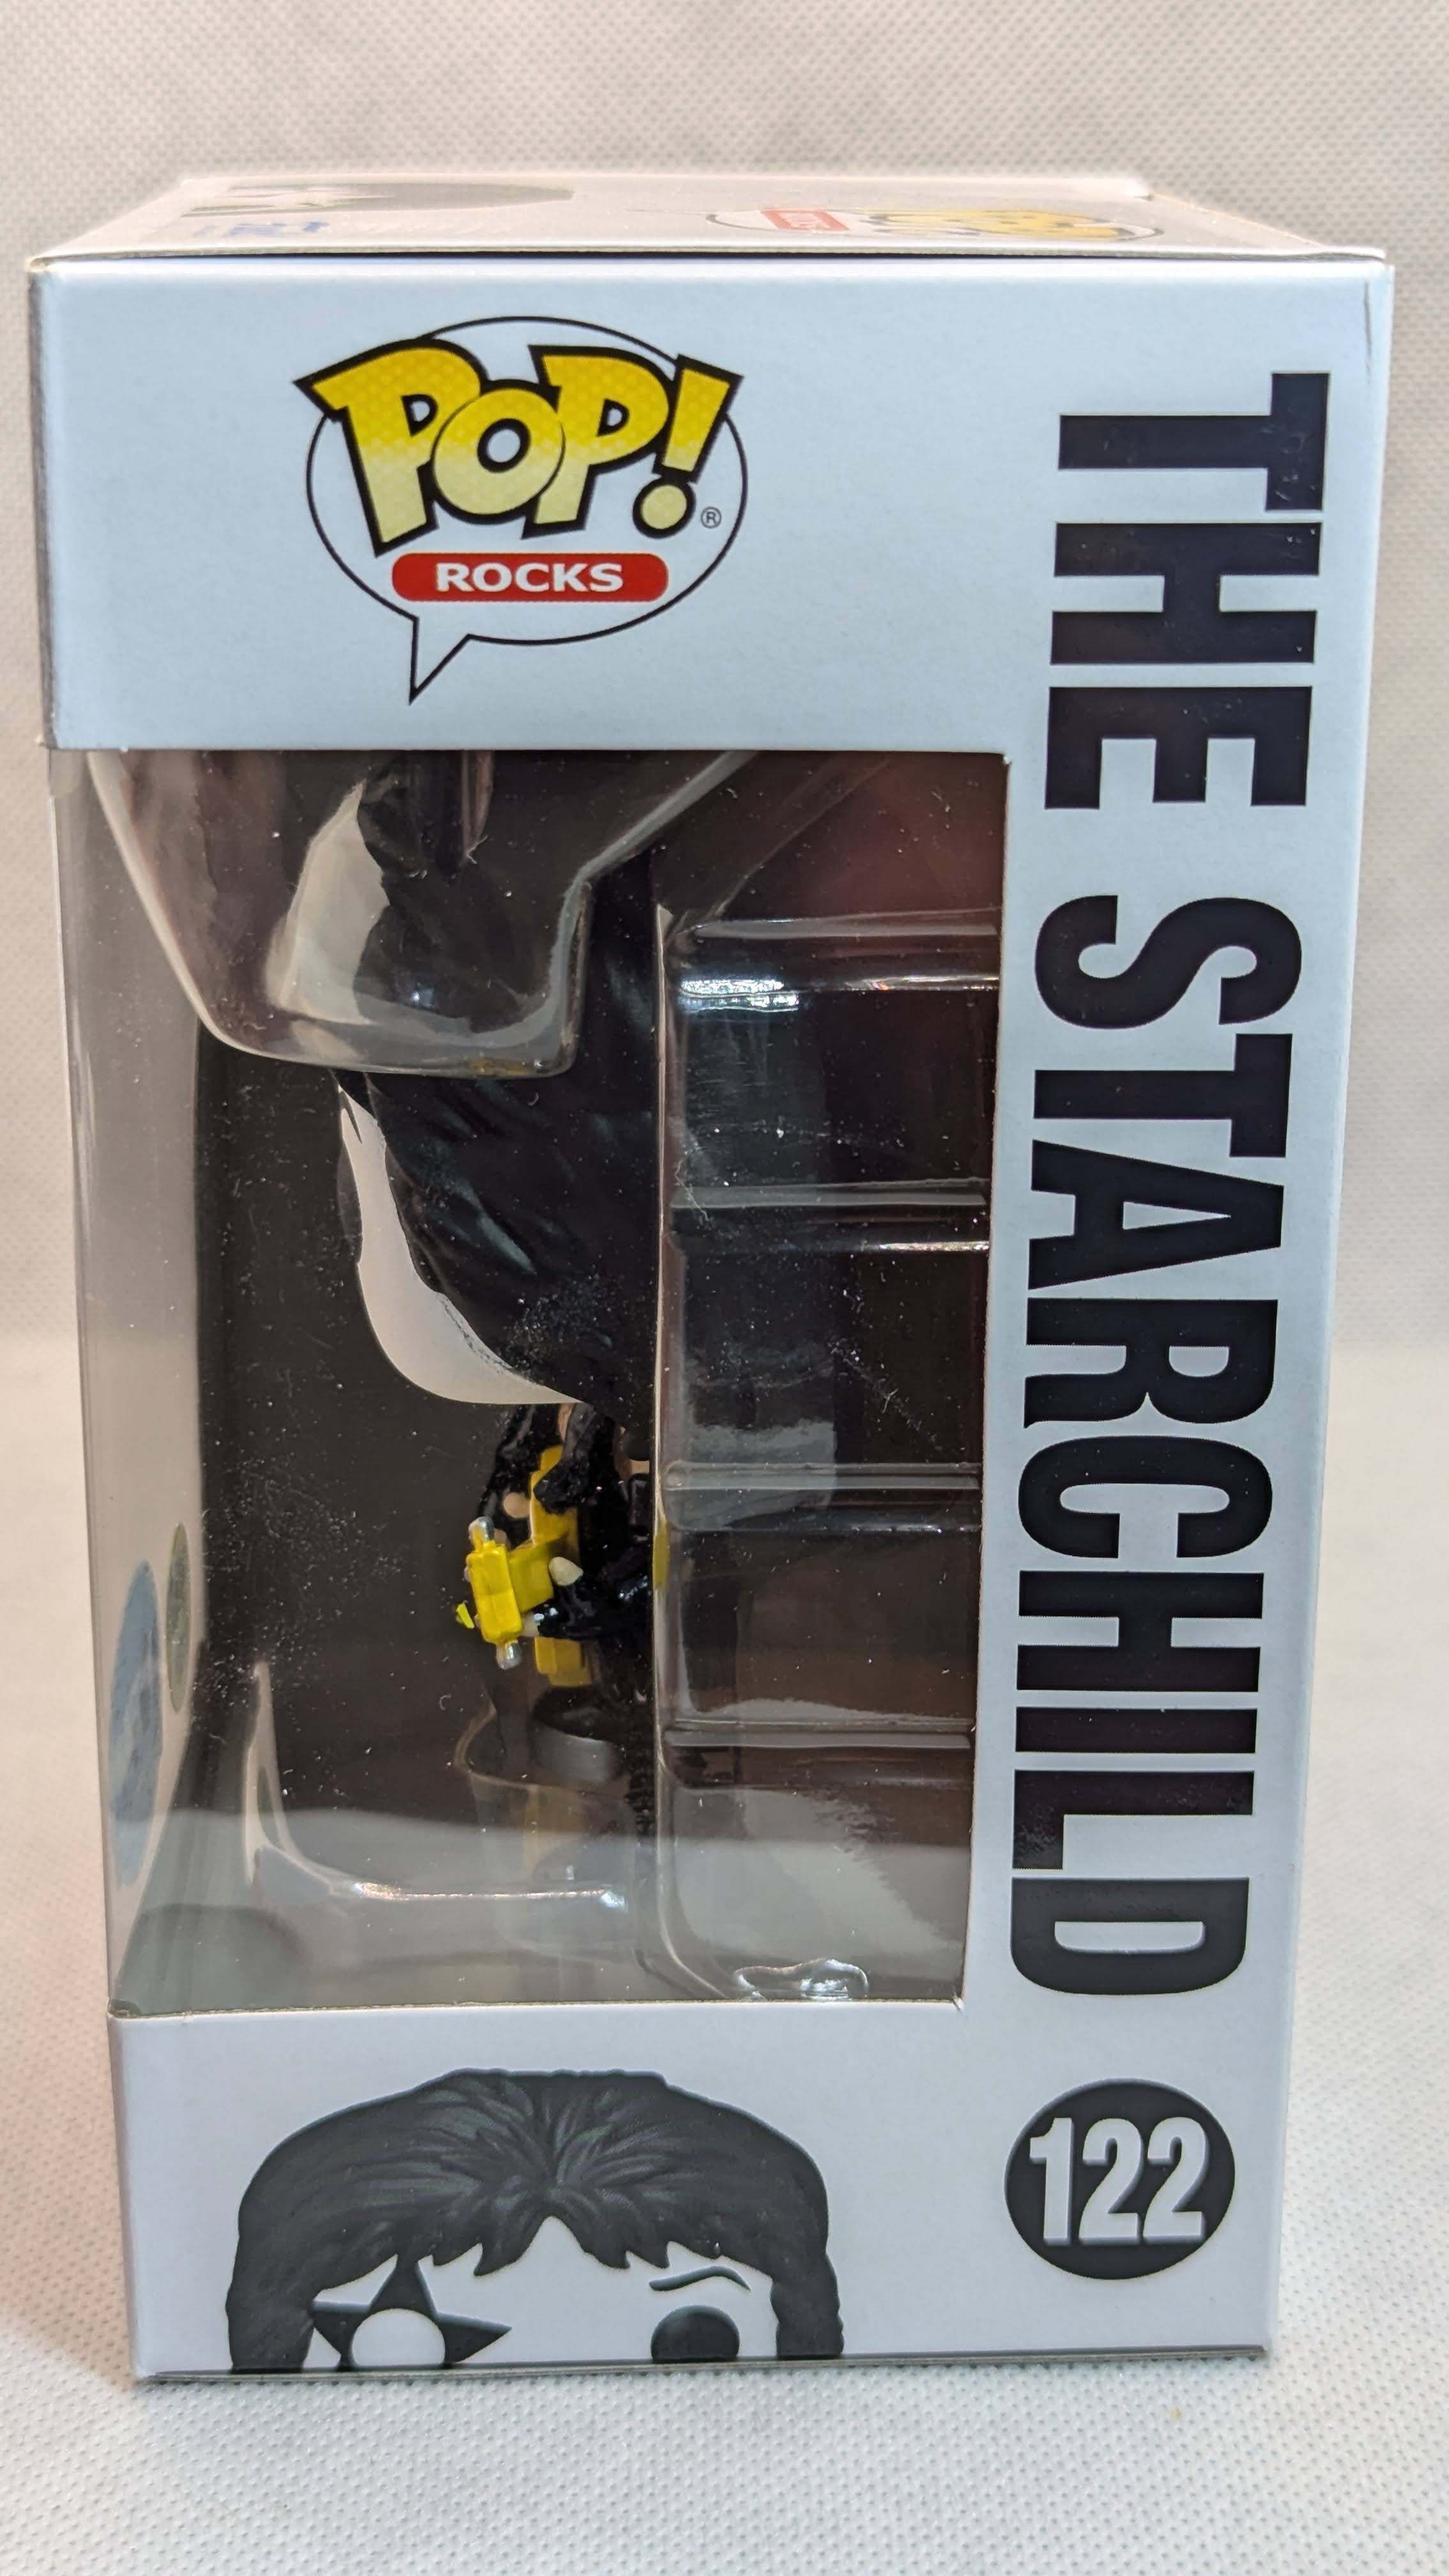 POP!®
ROCKS
THE STARCHILD
122